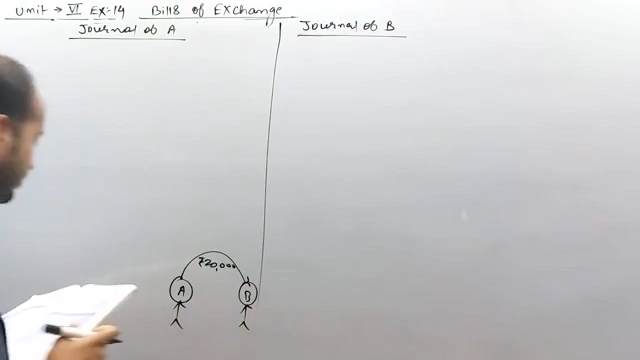 Unit → VI Ex:-14 Bills of Exchange
Journal of A
Journal of B
₹20,000
A
B